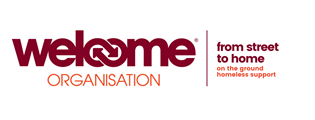 welcome®
ORGANISATION
from street
to home
on the ground
homeless support